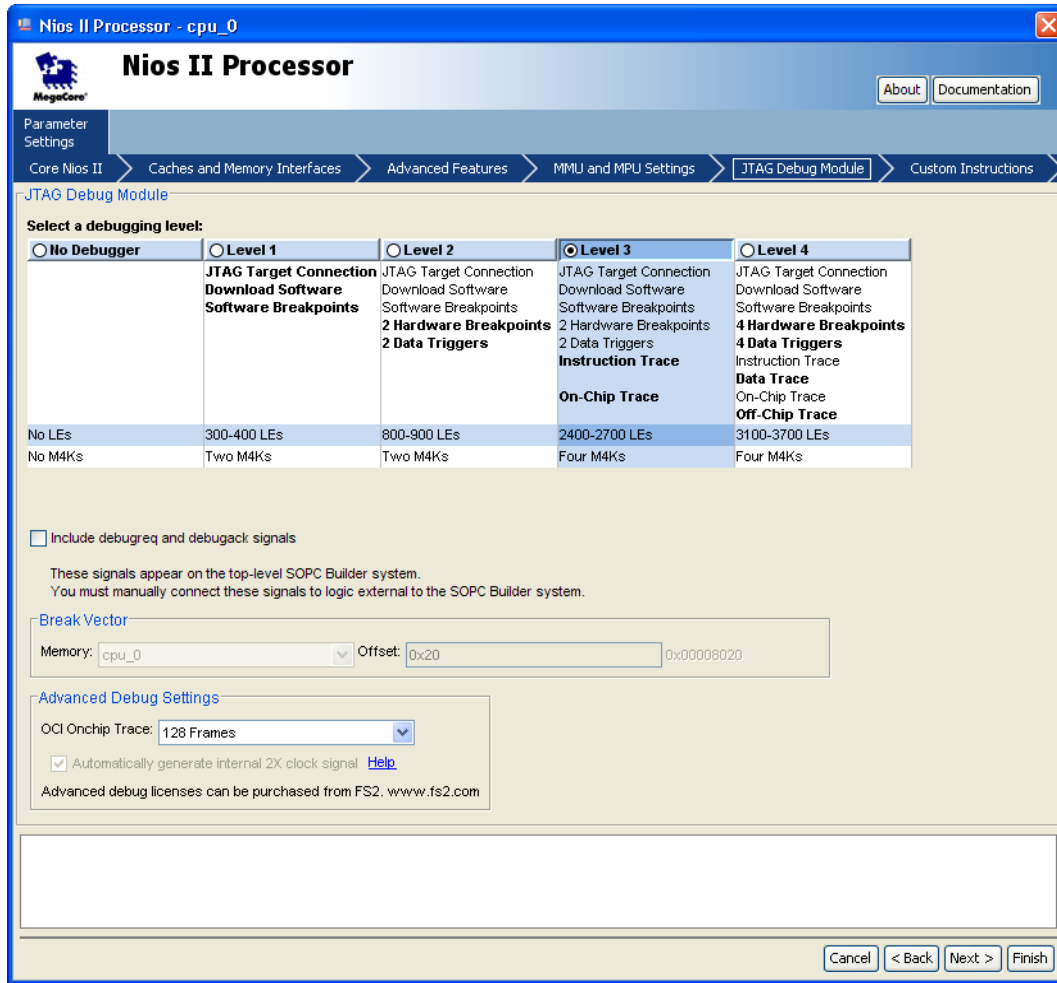 Nios II Processor - cpu_0
MegaCore®
Nios II Processor
About
Documentation
Parameter
Settings
Core Nios II
Caches and Memory Interfaces
Advanced Features
MMU and MPU Settings
JTAG Debug Module
Custom Instructions
JTAG Debug Module
Select a debugging level:
No Debugger
Level 1
Level 2
Level 3
Level 4
JTAG Target Connection
Download Software
Software Breakpoints
JTAG Target Connection
Download Software
Software Breakpoints
2 Hardware Breakpoints
2 Data Triggers
JTAG Target Connection
Download Software
Software Breakpoints
2 Hardware Breakpoints
2 Data Triggers
Instruction Trace
On-Chip Trace
JTAG Target Connection
Download Software
Software Breakpoints
4 Hardware Breakpoints
4 Data Triggers
Instruction Trace
Data Trace
On-Chip Trace
Off-Chip Trace
No LEs
300-400 LEs
800-900 LEs
2400-2700 LEs
3100-3700 LEs
No M4Ks
Two M4Ks
Two M4Ks
Four M4Ks
Four M4Ks
Include debugreq and debugack signals
These signals appear on the top-level SOPC Builder system.
You must manually connect these signals to logic external to the SOPC Builder system.
Break Vector
Memory: cpu_0 Offset: 0x20 0x00008020
Advanced Debug Settings
OCI Onchip Trace: 128 Frames
Automatically generate internal 2X clock signal Help
Advanced debug licenses can be purchased from FS2. www.fs2.com
Cancel
< Back
Next >
Finish